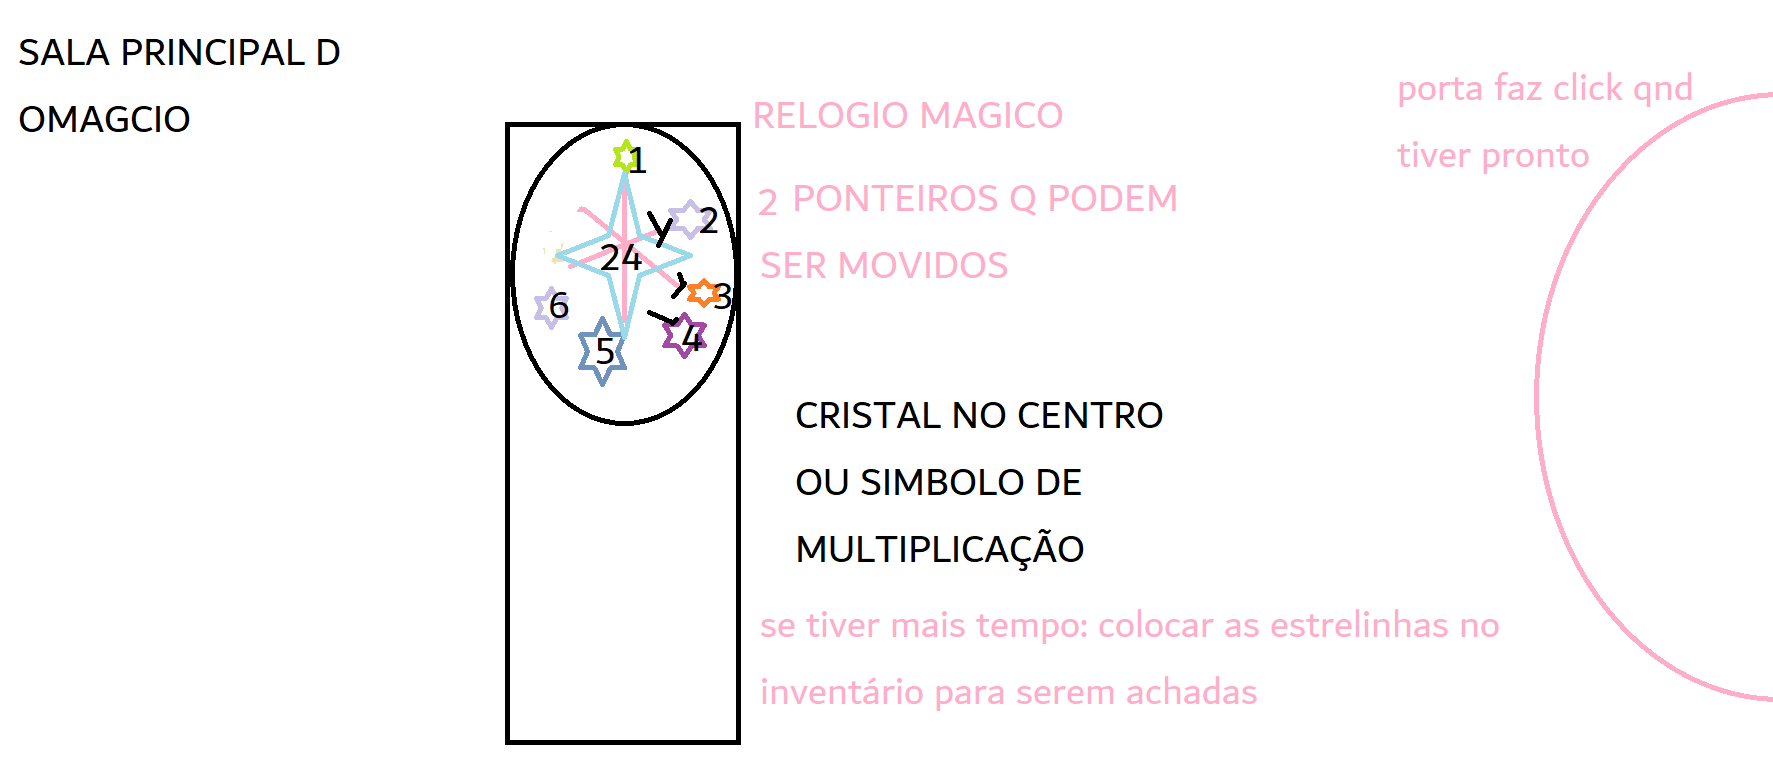 SALA PRINCIPAL D
OMAGCIO
RELOGIO MAGICO
2 PONTEIROS Q PODEM
SER MOVIDOS
porta faz click qnd
tiver pronto
1
2
24
3
6
4
5
CRISTAL NO CENTRO
OU SIMBOLO DE
MULTIPLICAÇÃO
se tiver mais tempo: colocar as estrelinhas no
inventário para serem achadas